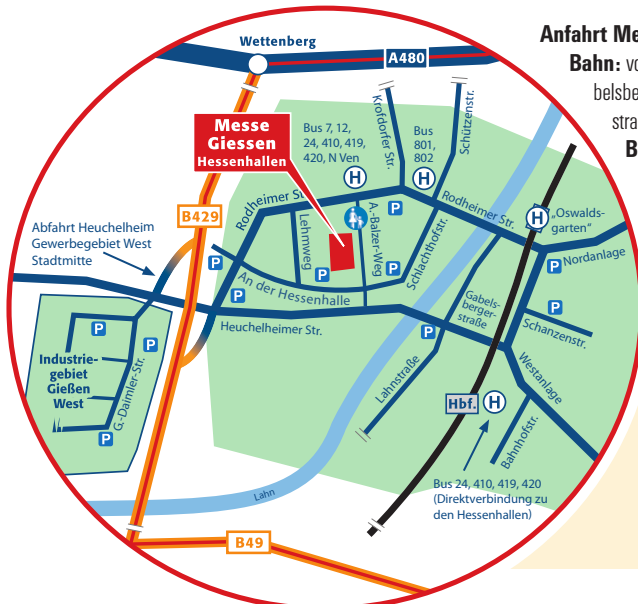 Wettenberg
A480
Anfahrt Me
Bahn: vo
belsbe
stra
B
Messe
Giessen
Hessenhallen
Bus 7, 12,
24, 410, 419,
420, N Ven
H
Krofdorfer Str.
Bus
801,
802
H
Schützenstr.
B429
Rodheimer Str.
Rodheimer Str.
H
„Oswalds-
garten“
Nordanlage
Abfahrt Heuchelheim
Gewerbegebiet West
Stadtmitte
Lehmweg
A.-Balzer-Weg
Schlachthofstr.
P
P
P
P
P
P
An der Hessenhalle
Heuchelheimer Str.
Gabels-
berger-
straße
P
P
Schanzenstr.
P
P
Industrie-
gebiet
Gießen
West
G.-Daimler-Str.
P
P
Lahnstraße
Westanlage
Hbf.
H
Bahnhofstr.
Bus 24, 410, 419, 420
(Direktverbindung zu
den Hessenhallen)
Lahn
B49